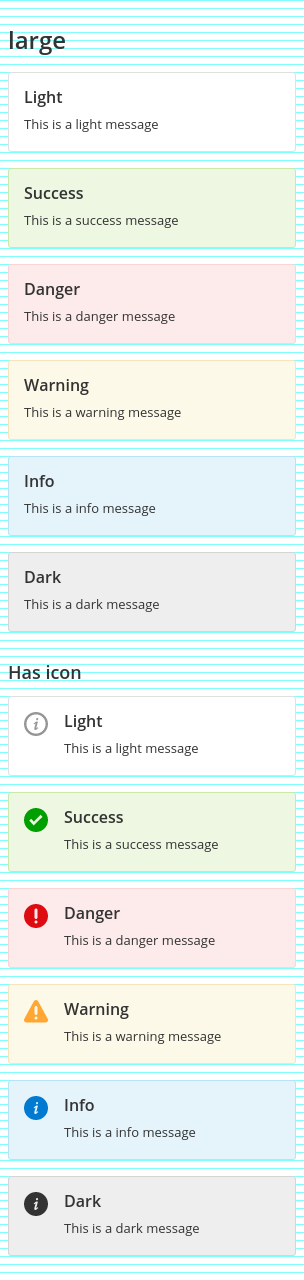 large
Light
This is a light message
Success
This is a success message
Danger
This is a danger message
Warning
This is a warning message
Info
This is a info message
Dark
This is a dark message
Has icon
Light
This is a light message
Success
This is a success message
Danger
This is a danger message
Warning
This is a warning message
Info
This is a info message
Dark
This is a dark message